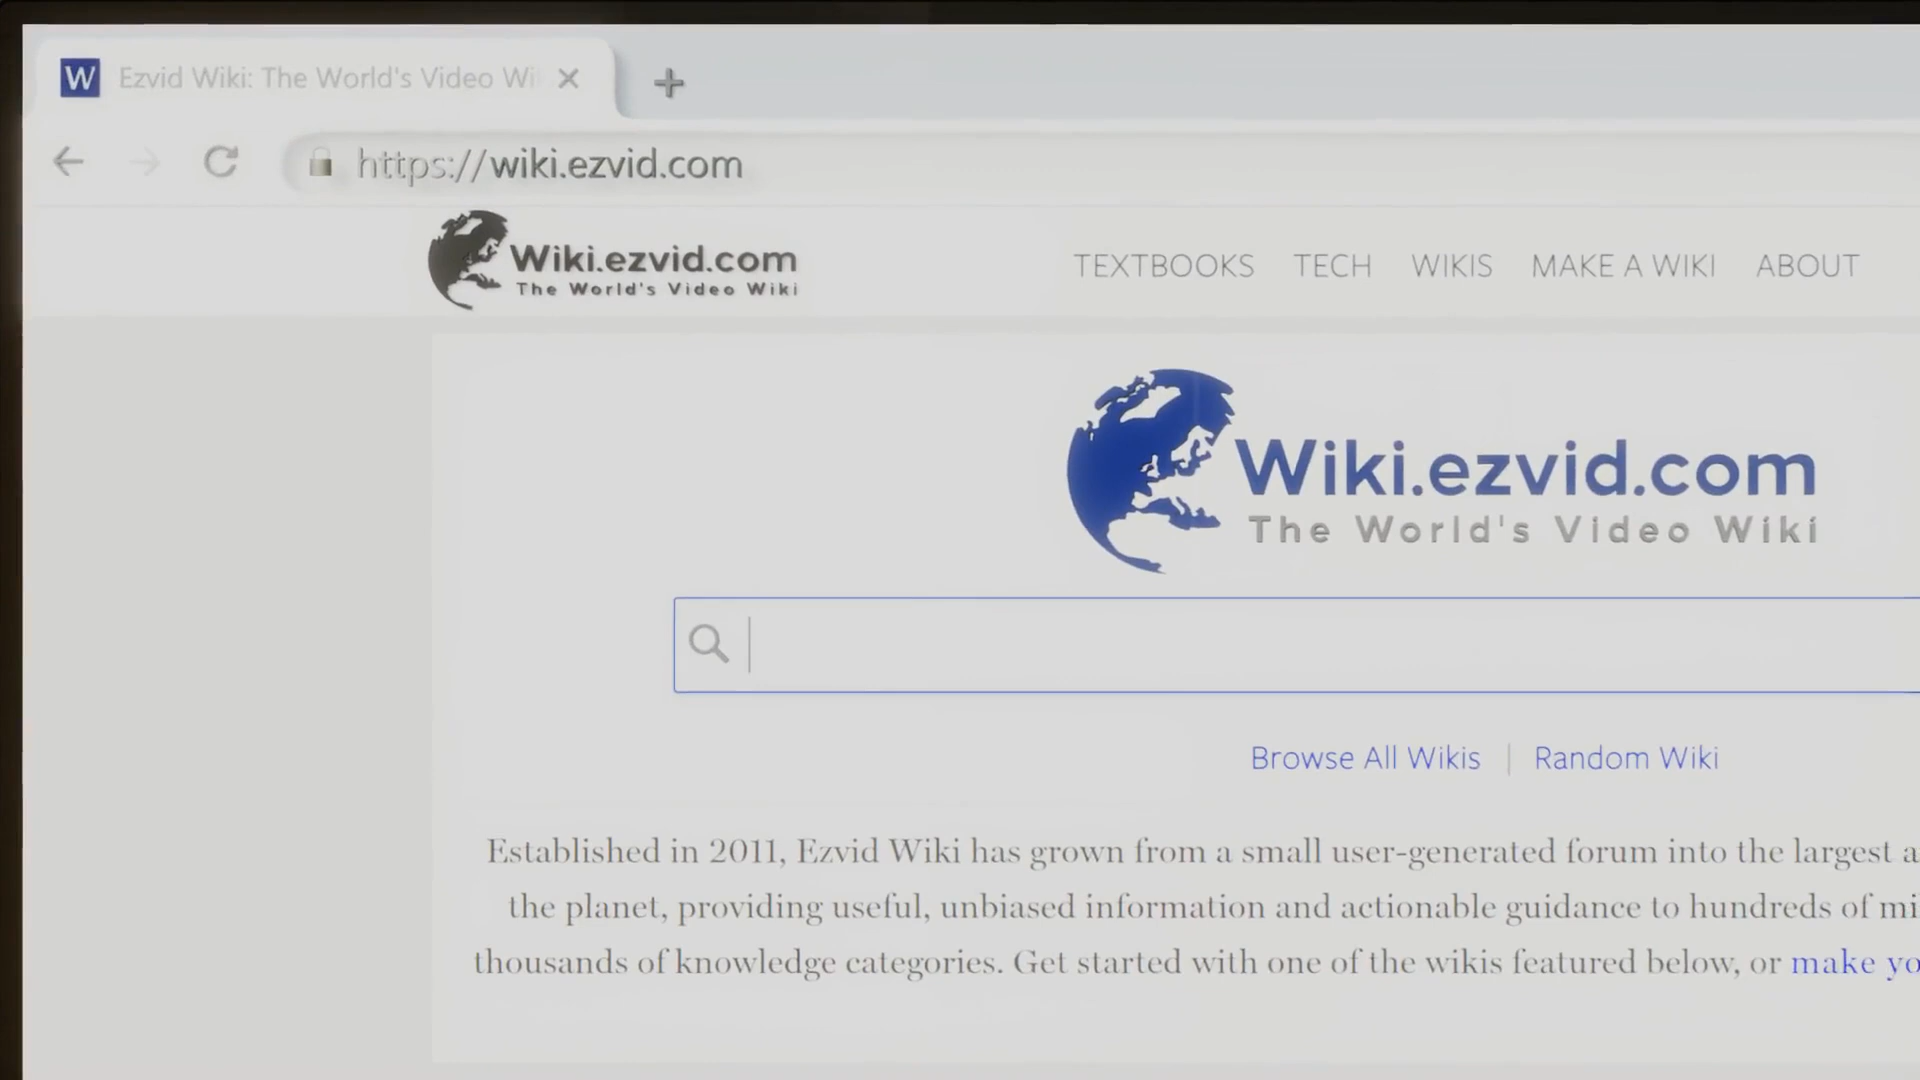 W Ezvid Wiki: The World's Video Wi
https://wiki.ezvid.com
Wiki.ezvid.com
The World's Video Wiki
TEXTBOOKS TECH WIKIS MAKE A WIKI ABOUT
Wiki.ezvid.com
The World's Video Wiki
Browse All Wikis | Random Wiki
Established in 2011, Ezvid Wiki has grown from a small user-generated forum into the largest a
the planet, providing useful, unbiased information and actionable guidance to hundreds of mi
thousands of knowledge categories. Get started with one of the wikis featured below, or make yo